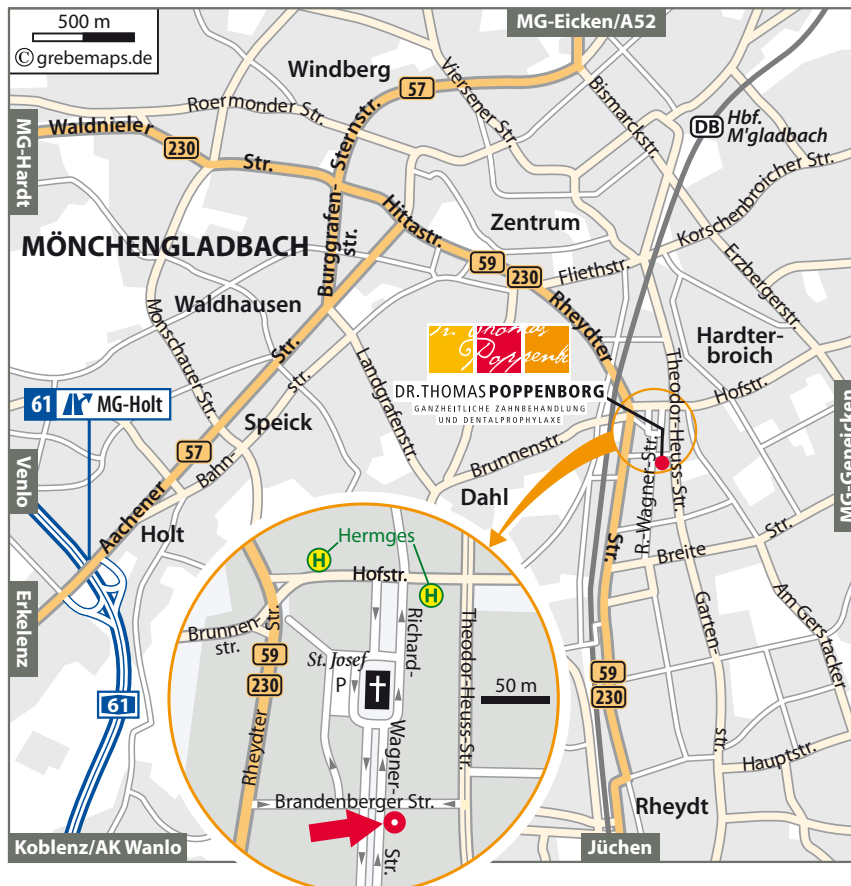 500 m
© grebemaps.de
MG-Eicken/A52
Windberg
57
Viersener Str.
Bismarckstr.
Roermonder Str.
MG-Hardt
Waldnieler
230
Str.
Burggrafen-
str.
Sternstr.
DB
Hbf.
M'gladbach
Korschenbroicher Str.
Zentrum
Hittastr.
MÖNCHENGLADBACH
59
230
Fliethstr.
Erzbergerstr.
Waldhausen
Monschauer Str.
Rheydter
Hardter-
broich
Str.
Landgrafenstr.
Dr. Thomas
DR.THOMAS POPPENBORG
GANZHEITLICHE ZAHNBEHANDLUNG
UND DENTALPROPHYLAXE
Theodor-Heuss-Str.
Hofstr.
61 MG-Holt
Speick
Bahn-
str.
Brunnenstr.
R.-Wagner-Str.
MG-Geneicken
57
Venlo
Aachener
Dahl
Holt
Str.
Breite
Str.
Erkelenz
Garten-
str.
Am Gerstacker
61
59
230
Hauptstr.
Rheydt
Koblenz/AK Wanlo
Jüchen
H
Hermges
Hofstr.
H
Brunnen-
str.
Str.
Richard-
Theodor-Heuss-Str.
St. Josef
P
59
230
50 m
Rheydter
Wagner-
Brandenberger Str.
Str.